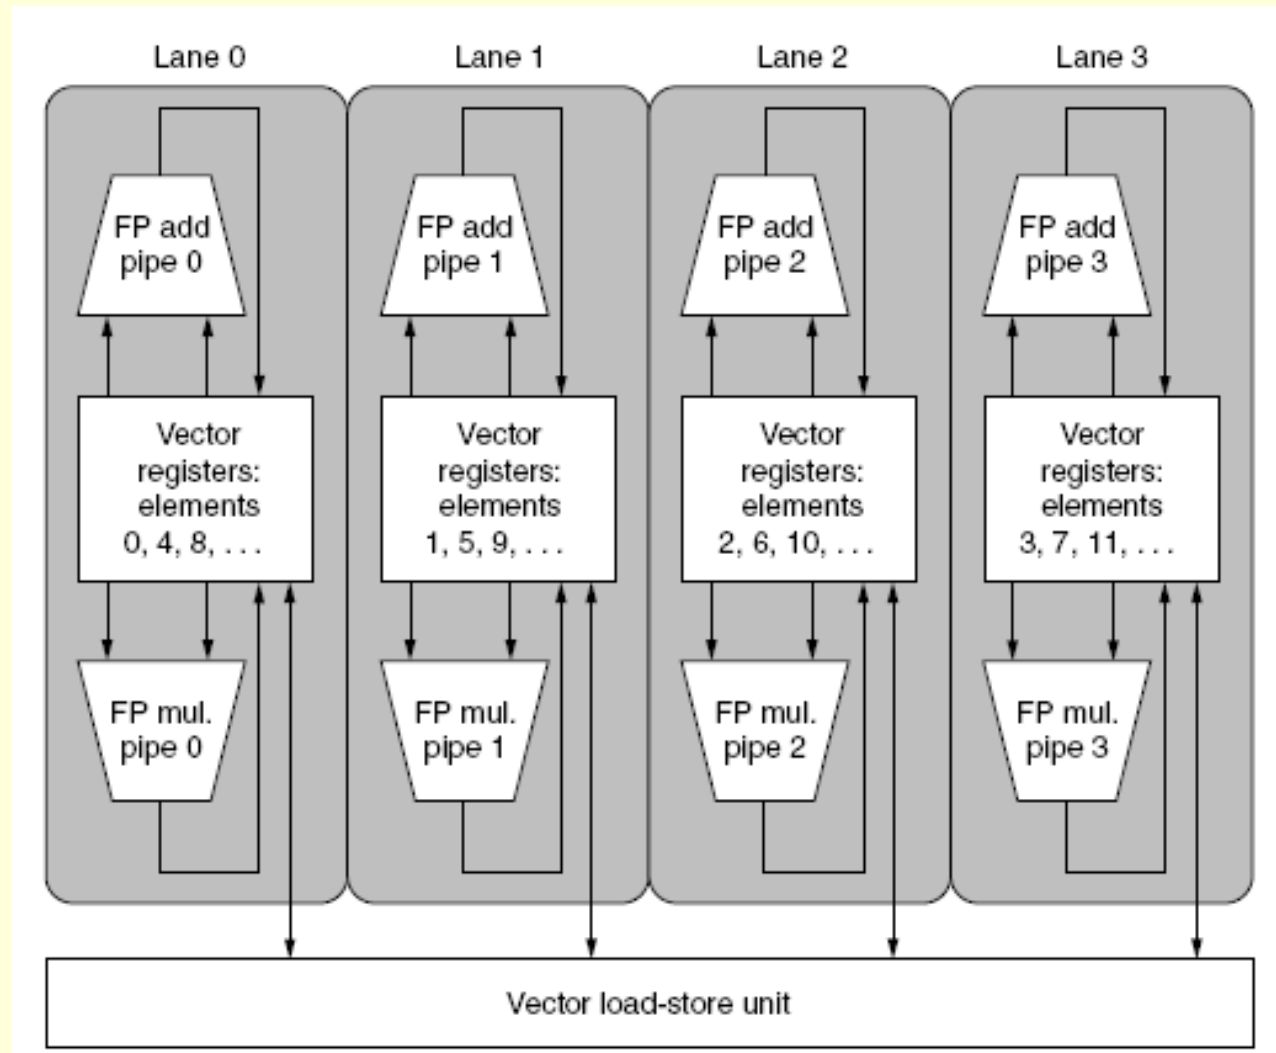 Lane 0
Lane 1
Lane 2
Lane 3
FP add
pipe 0
FP add
pipe 1
FP add
pipe 2
FP add
pipe 3
Vector
registers:
elements
0, 4, 8, . . .
Vector
registers:
elements
1, 5, 9, . . .
Vector
registers:
elements
2, 6, 10, . . .
Vector
registers:
elements
3, 7, 11, . . .
FP mul.
pipe 0
FP mul.
pipe 1
FP mul.
pipe 2
FP mul.
pipe 3
Vector load-store unit